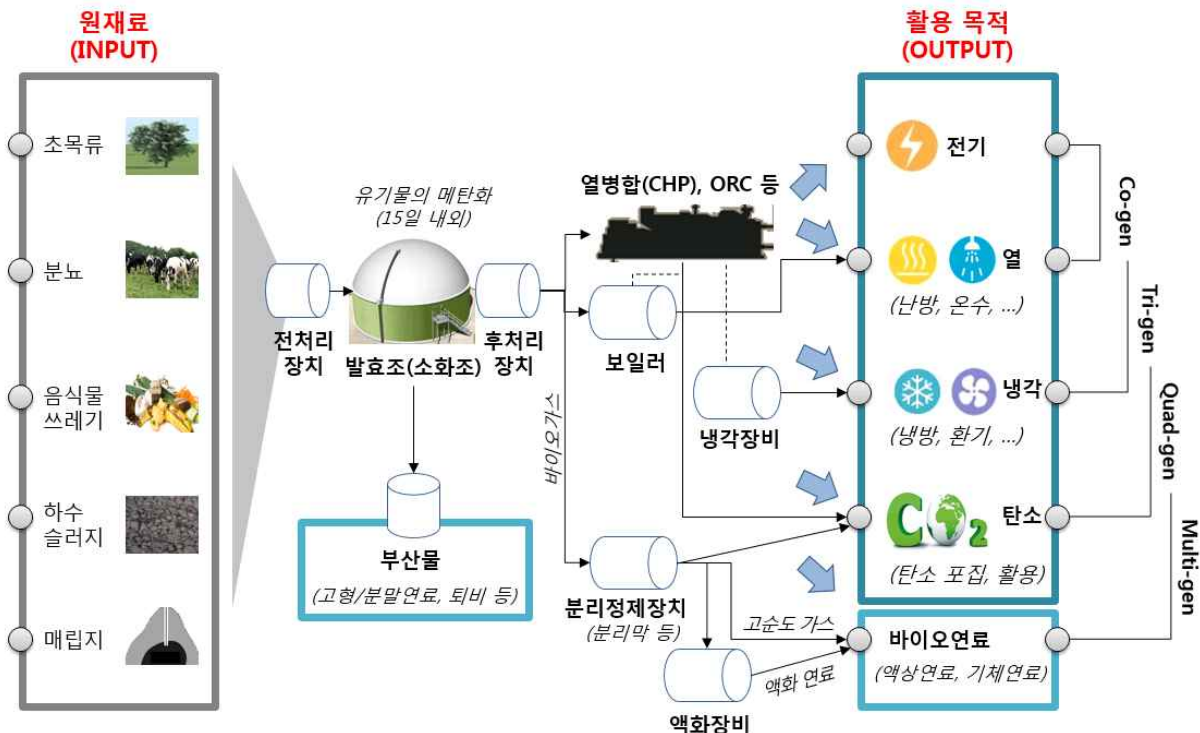 원재료
(INPUT)
초목류
분뇨
음식물
쓰레기
하수
슬러지
매립지
전처리
장치
유기물의 메탄화
(15일 내외)
발효조(소화조)
후처리
장치
부산물
(고형/분말연료, 퇴비 등)
바이오가스
열병합(CHP), ORC 등
보일러
냉각장비
분리정제장치
(분리막 등)
고순도 가스
액화 연료
액화장비
활용 목적
(OUTPUT)
전기
열
(난방, 온수, ...)
냉각
(냉방, 환기, ...)
CO2
탄소
(탄소 포집, 활용)
바이오연료
(액상연료, 기체연료)
Co-gen
Tri-gen
Quad-gen
Multi-gen